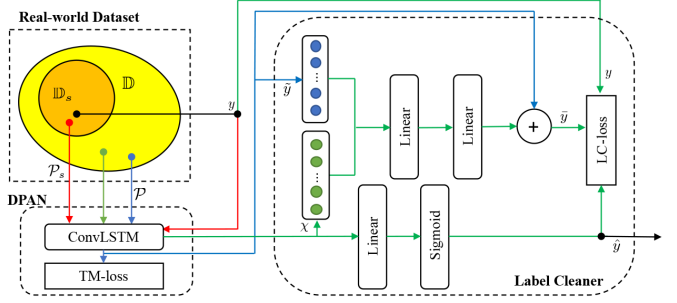 Real-world Dataset
𝔻
𝔻ₛ
y
𝒫ₛ
𝒫
DPAN
ConvLSTM
TM-loss
ỹ
χ
Linear
Linear
+
ȳ
y
LC-loss
Linear
Sigmoid
ŷ
Label Cleaner